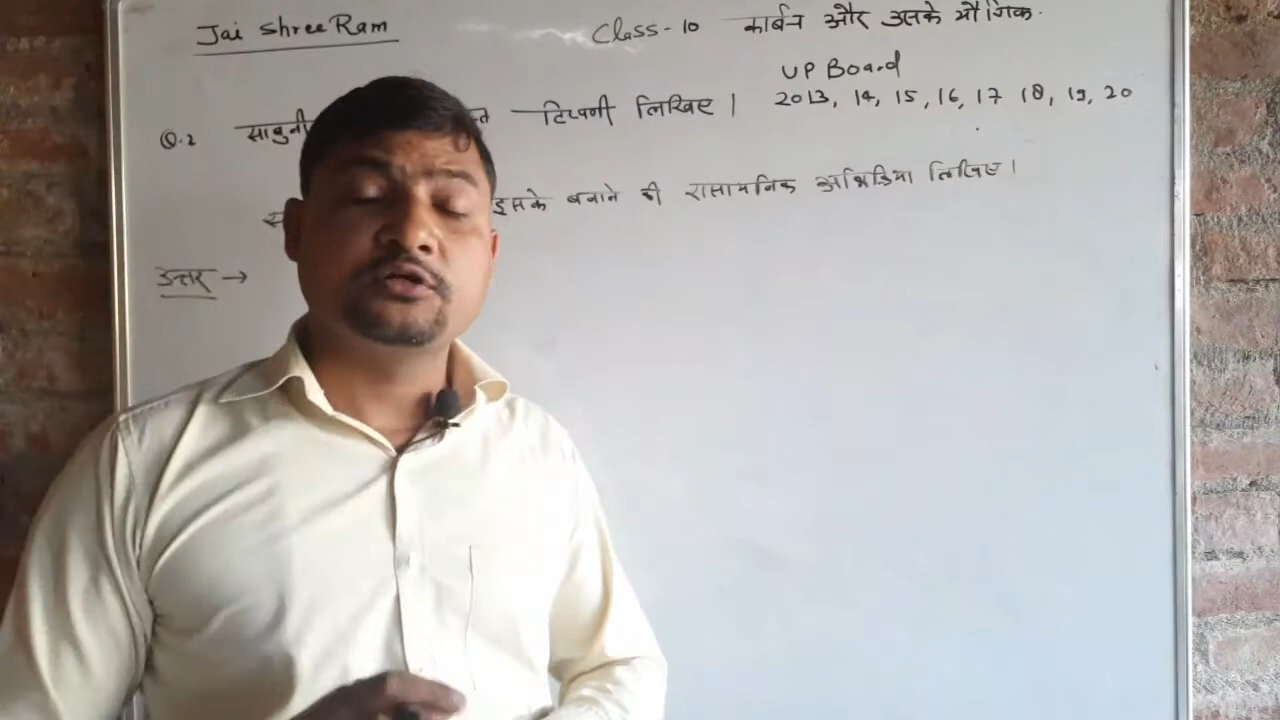 Jai Shree Ram
Class-10 कार्बन और उसके यौगिक.
UP Board
Q.2 टिप्पणी लिखिए। 2013, 14, 15, 16, 17 18, 19, 20
इसके बनाने की रासायनिक अभिक्रिया लिखिए।
उत्तर →